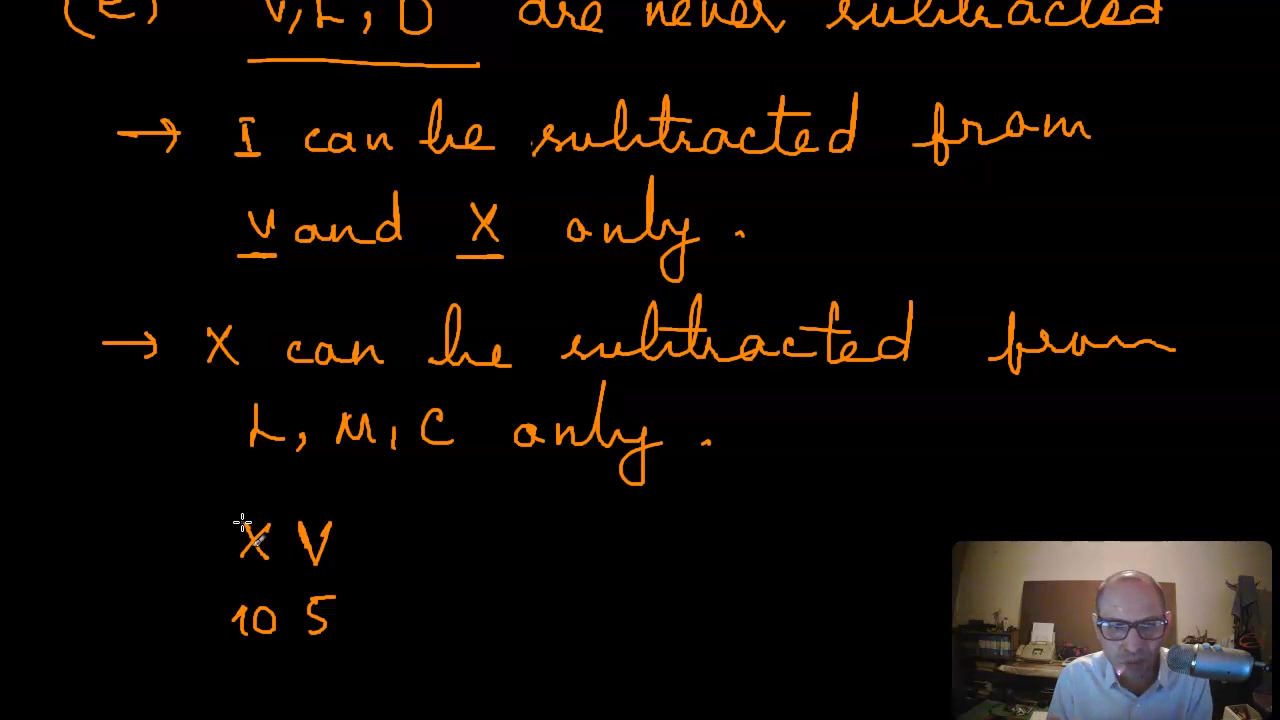 (e) V, L, D are never subtracted
→ I can be subtracted from
V and X only.
→ X can be subtracted from
L, M, C only.
X V
10 5